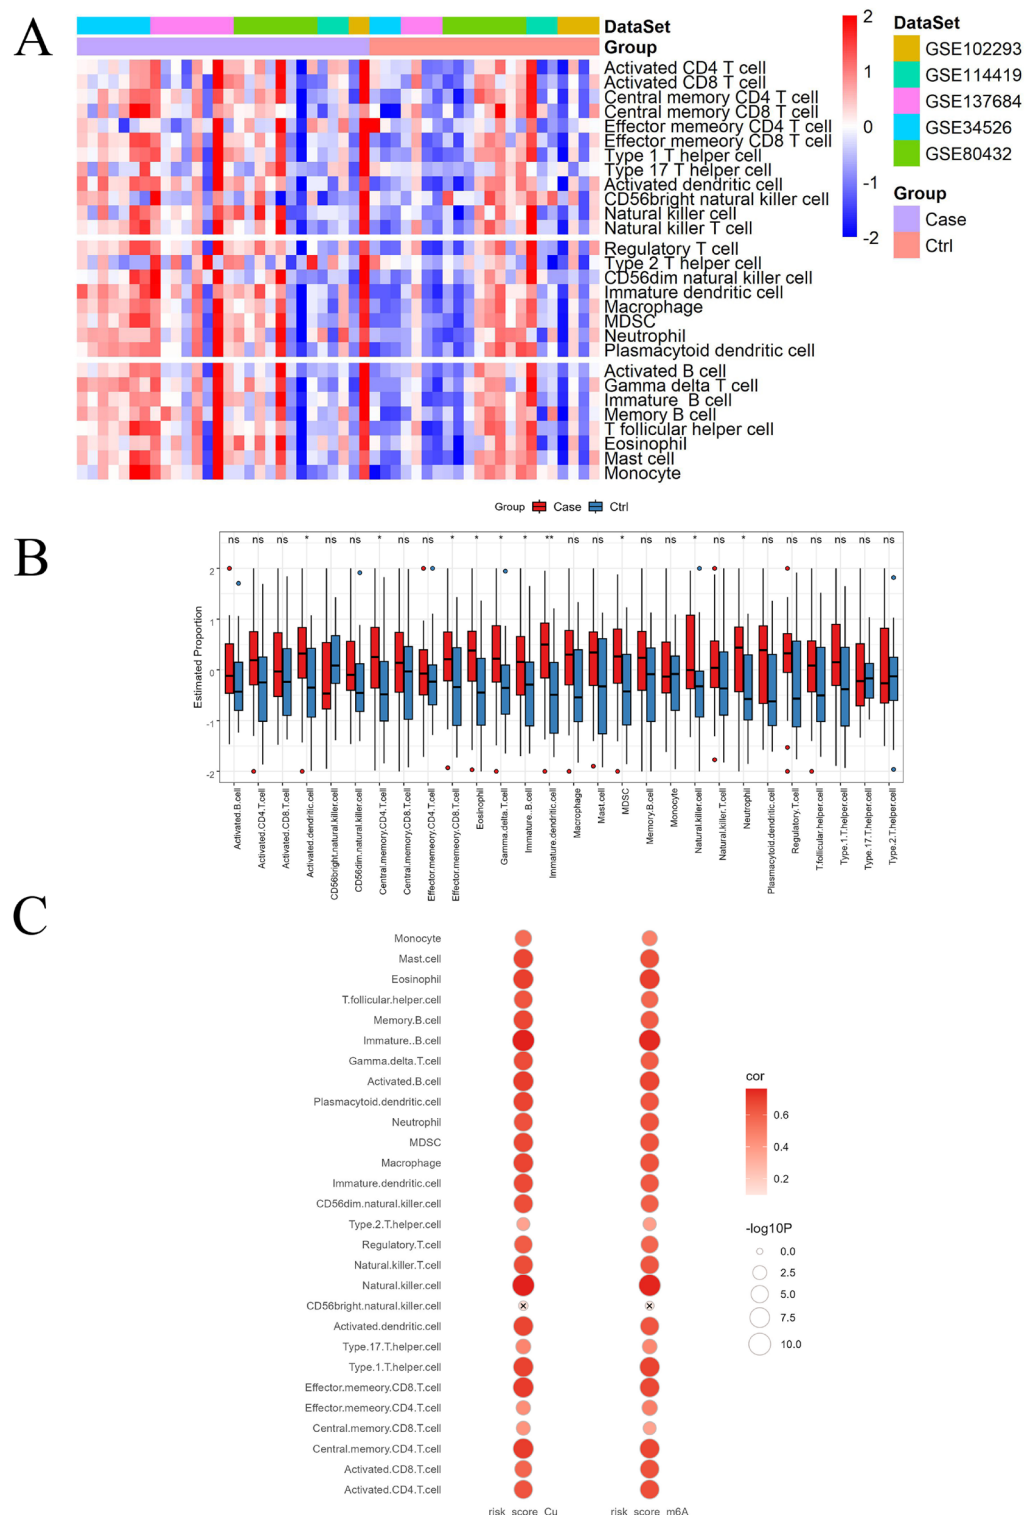 A
DataSet
Group
Activated CD4 T cell
Activated CD8 T cell
Central memory CD4 T cell
Central memory CD8 T cell
Effector memeory CD4 T cell
Effector memeory CD8 T cell
Type 1 T helper cell
Type 17 T helper cell
Activated dendritic cell
CD56bright natural killer cell
Natural killer cell
Natural killer T cell
Regulatory T cell
Type 2 T helper cell
CD56dim natural killer cell
Immature dendritic cell
Macrophage
MDSC
Neutrophil
Plasmacytoid dendritic cell
Activated B cell
Gamma delta T cell
Immature  B cell
Memory B cell
T follicular helper cell
Eosinophil
Mast cell
Monocyte
2
1
0
-1
-2
DataSet
GSE102293
GSE114419
GSE137684
GSE34526
GSE80432
Group
Case
Ctrl
B
Group Case Ctrl
ns ns ns * ns ns * ns ns * * * * ** ns ns * ns ns * ns * ns ns ns ns ns ns
Estimated Proportion
2
1
0
-1
-2
Activated.B.cell
Activated.CD4.T.cell
Activated.CD8.T.cell
Activated.dendritic.cell
CD56bright.natural.killer.cell
CD56dim.natural.killer.cell
Central.memory.CD4.T.cell
Central.memory.CD8.T.cell
Effector.memeory.CD4.T.cell
Effector.memeory.CD8.T.cell
Eosinophil
Gamma.delta.T.cell
Immature..B.cell
Immature.dendritic.cell
Macrophage
Mast.cell
MDSC
Memory.B.cell
Monocyte
Natural.killer.cell
Natural.killer.T.cell
Neutrophil
Plasmacytoid.dendritic.cell
Regulatory.T.cell
T.follicular.helper.cell
Type.1.T.helper.cell
Type.17.T.helper.cell
Type.2.T.helper.cell
C
Monocyte
Mast.cell
Eosinophil
T.follicular.helper.cell
Memory.B.cell
Immature..B.cell
Gamma.delta.T.cell
Activated.B.cell
Plasmacytoid.dendritic.cell
Neutrophil
MDSC
Macrophage
Immature.dendritic.cell
CD56dim.natural.killer.cell
Type.2.T.helper.cell
Regulatory.T.cell
Natural.killer.T.cell
Natural.killer.cell
CD56bright.natural.killer.cell
Activated.dendritic.cell
Type.17.T.helper.cell
Type.1.T.helper.cell
Effector.memeory.CD8.T.cell
Effector.memeory.CD4.T.cell
Central.memory.CD8.T.cell
Central.memory.CD4.T.cell
Activated.CD8.T.cell
Activated.CD4.T.cell
risk_score_Cu
risk_score_m6A
cor
0.6
0.4
0.2
-log10P
0.0
2.5
5.0
7.5
10.0